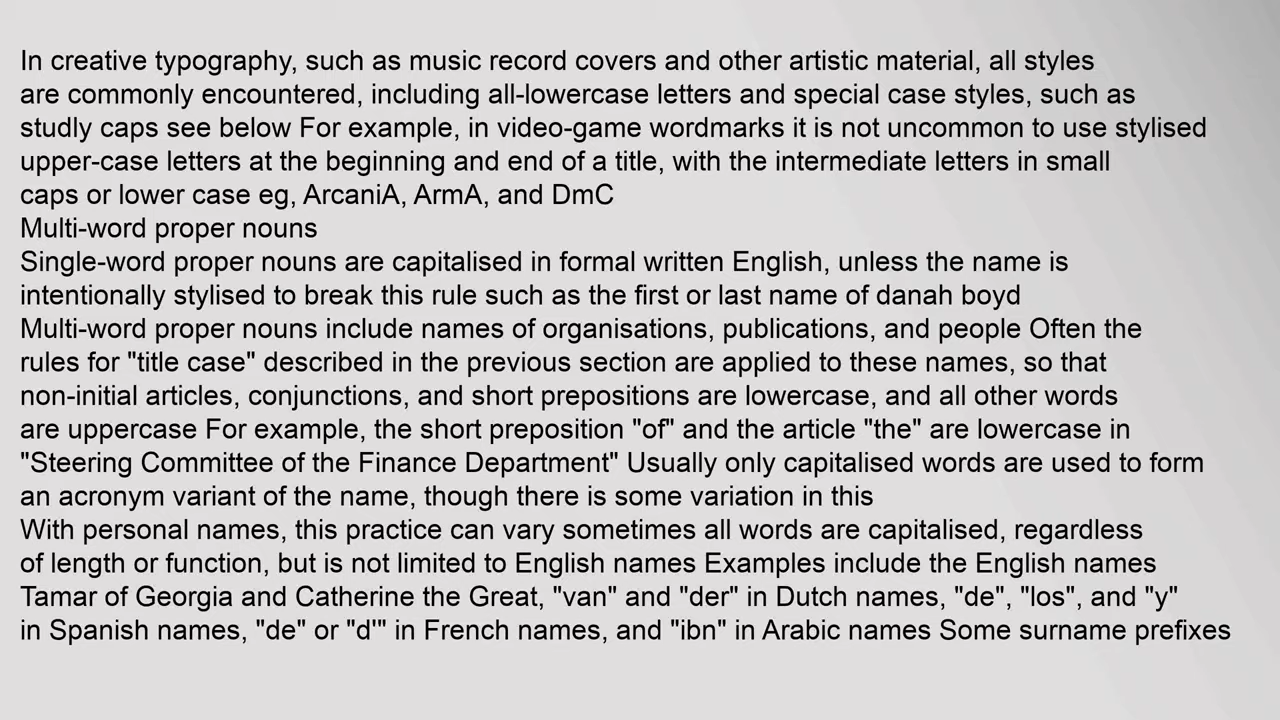 In creative typography, such as music record covers and other artistic material, all styles
are commonly encountered, including all-lowercase letters and special case styles, such as
studly caps see below For example, in video-game wordmarks it is not uncommon to use stylised
upper-case letters at the beginning and end of a title, with the intermediate letters in small
caps or lower case eg, ArcaniA, ArmA, and DmC
Multi-word proper nouns
Single-word proper nouns are capitalised in formal written English, unless the name is
intentionally stylised to break this rule such as the first or last name of danah boyd
Multi-word proper nouns include names of organisations, publications, and people Often the
rules for "title case" described in the previous section are applied to these names, so that
non-initial articles, conjunctions, and short prepositions are lowercase, and all other words
are uppercase For example, the short preposition "of" and the article "the" are lowercase in
"Steering Committee of the Finance Department" Usually only capitalised words are used to form
an acronym variant of the name, though there is some variation in this
With personal names, this practice can vary sometimes all words are capitalised, regardless
of length or function, but is not limited to English names Examples include the English names
Tamar of Georgia and Catherine the Great, "van" and "der" in Dutch names, "de", "los", and "y"
in Spanish names, "de" or "d'" in French names, and "ibn" in Arabic names Some surname prefixes